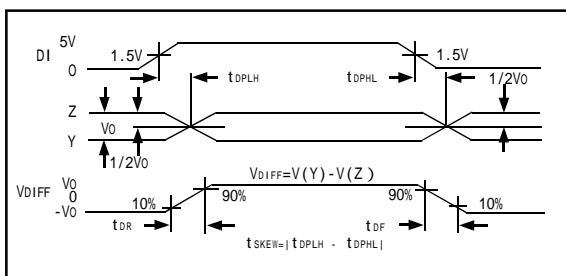 5V
DI
1.5V
1.5V
0
tDPLH
tDPHL
1/2VO
Z
VO
Y
1/2VO
VDIFF=V(Y)-V(Z)
VO
VDIFF
0
90%
90%
-VO
10%
10%
tDR
tDF
tSKEW=|tDPLH - tDPHL|